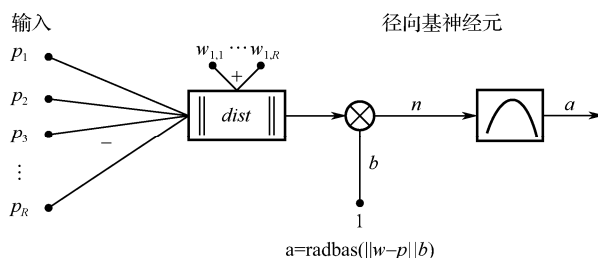 输入
径向基神经元
w1,1 ⋯ w1,R
p1
+
p2
|| dist ||
n
a
p3
−
⋮
b
pR
1
a=radbas(||w−p||b)